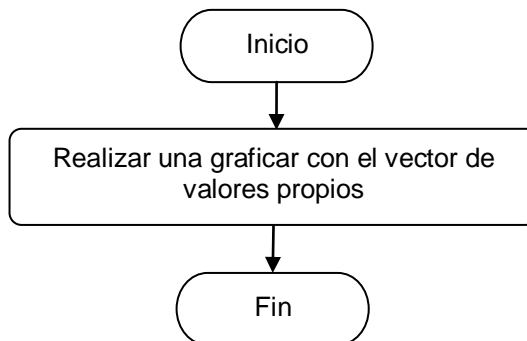 Inicio
Realizar una graficar con el vector de
valores propios
Fin